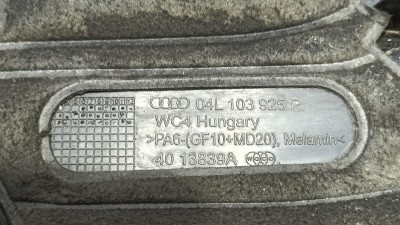 04L 103 925 P
WC4 Hungary
>PA6-(GF10+MD20), Melamin<
40 13839A